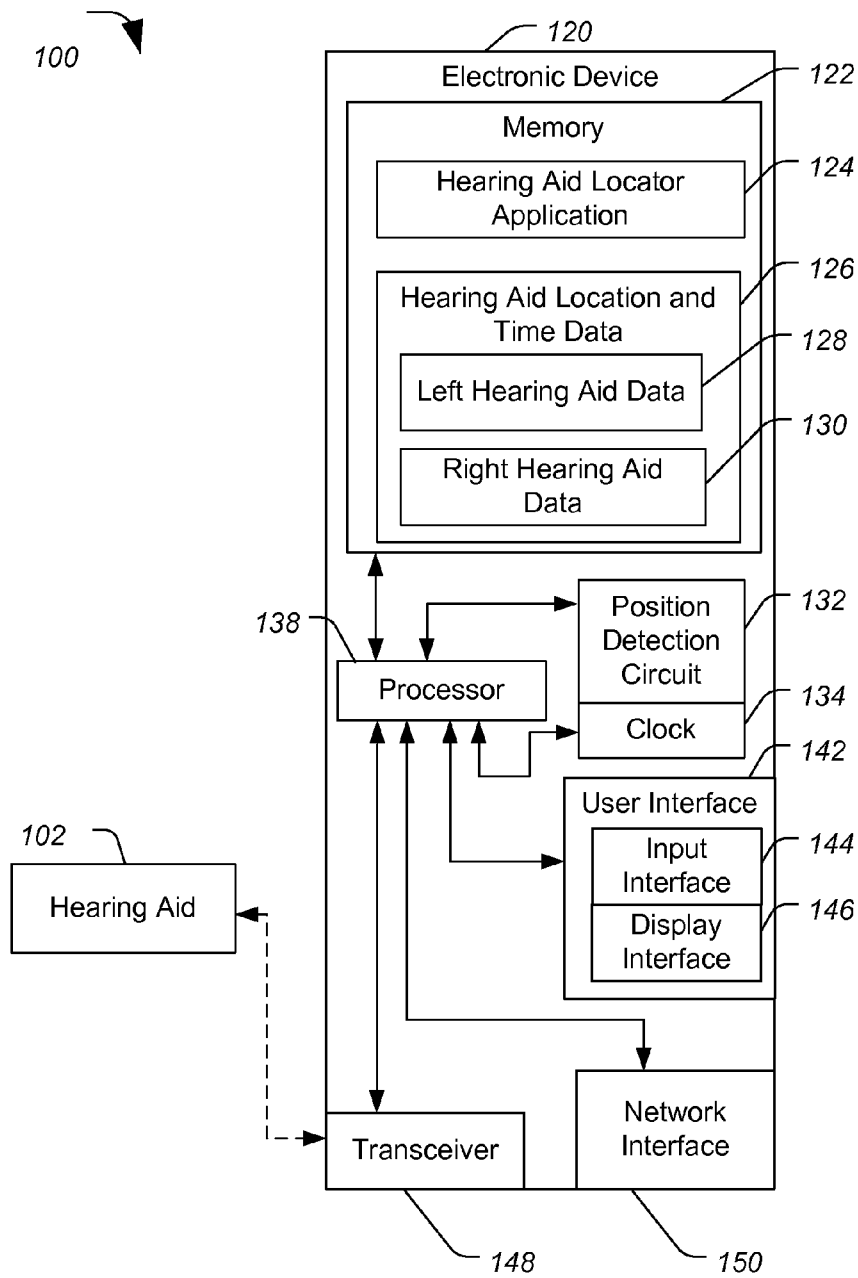 100
120
Electronic Device
122
Memory
124
Hearing Aid Locator
Application
126
Hearing Aid Location and
Time Data
128
Left Hearing Aid Data
130
Right Hearing Aid
Data
132
Position
Detection
Circuit
138
Processor
134
Clock
142
User Interface
144
Input
Interface
102
Hearing Aid
146
Display
Interface
Network
Interface
Transceiver
148
150